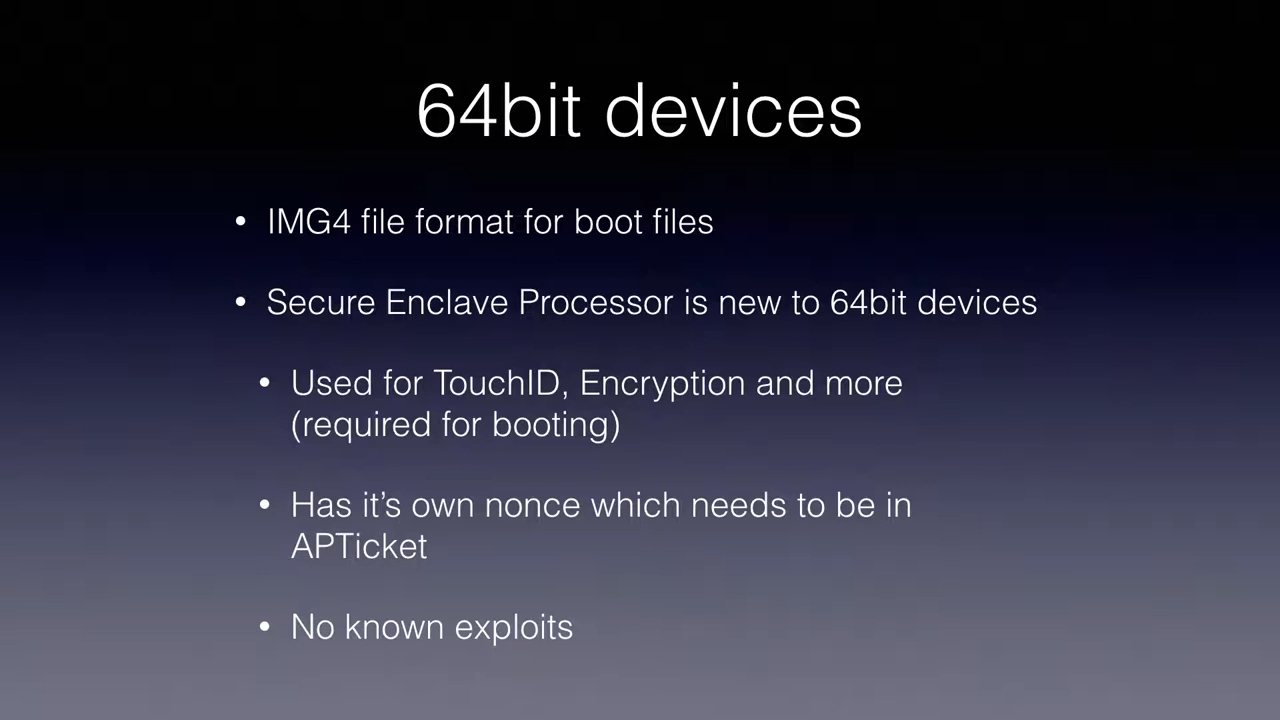 64bit devices
• IMG4 file format for boot files
• Secure Enclave Processor is new to 64bit devices
• Used for TouchID, Encryption and more
(required for booting)
• Has it’s own nonce which needs to be in
APTicket
• No known exploits